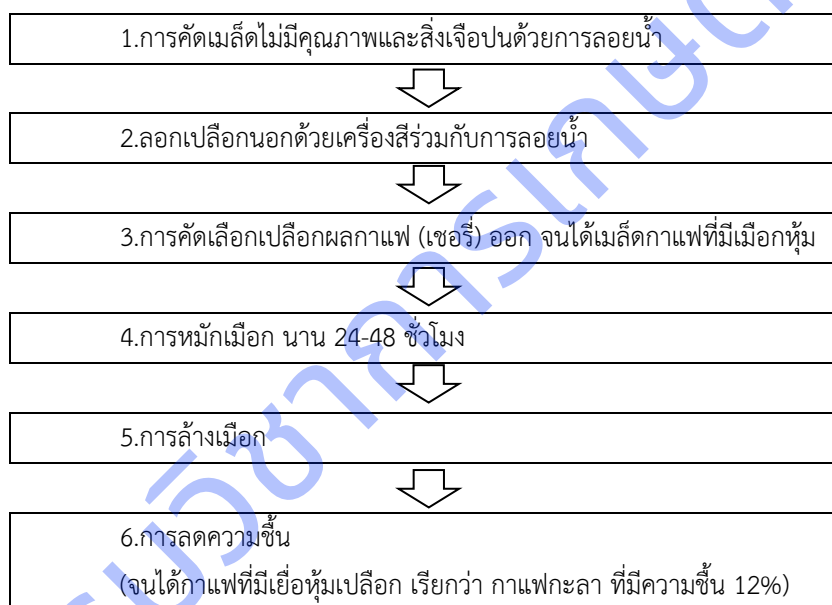 1.การคัดเมล็ดไม่มีคุณภาพและสิ่งเจือปนด้วยการลอยน้ำ
2.ลอกเปลือกนอกด้วยเครื่องสีร่วมกับการลอยน้ำ
3.การคัดเลือกเปลือกผลกาแฟ (เชอรี่) ออก จนได้เมล็ดกาแฟที่มีเมือกหุ้ม
4.การหมักเมือก นาน 24-48 ชั่วโมง
5.การล้างเมือก
6.การลดความชื้น
(จนได้กาแฟที่มีเยื่อหุ้มเปลือก เรียกว่า กาแฟกะลา ที่มีความชื้น 12%)